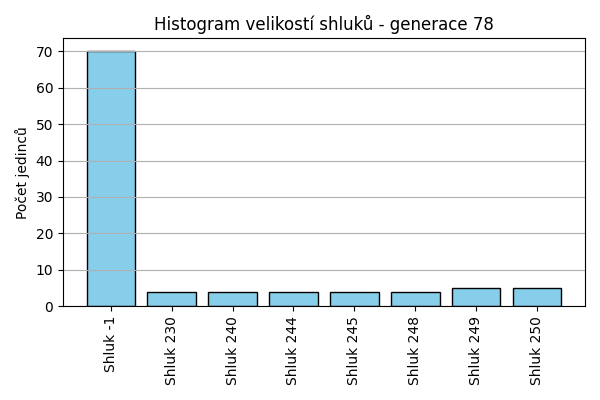 Histogram velikostí shluků - generace 78
Počet jedinců
70
60
50
40
30
20
10
0
Shluk -1
Shluk 230
Shluk 240
Shluk 244
Shluk 245
Shluk 248
Shluk 249
Shluk 250